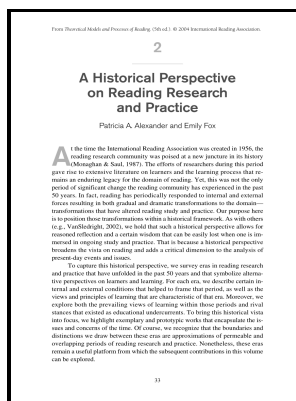 From Theoretical Models and Processes of Reading, (5th ed.). © 2004 International Reading Association
2
A Historical Perspective
on Reading Research
and Practice
Patricia A. Alexander and Emily Fox
At the time the International Reading Association was created in 1956, the
reading research community was poised at a new juncture in its history
(Monaghan & Saul, 1987). The efforts of researchers during this period
gave rise to extensive literature on learners and the learning process that re-
mains an enduring legacy for the domain of reading. Yet, this was not the only
period of significant change the reading community has experienced in the past
50 years. In fact, reading has periodically responded to internal and external
forces resulting in both gradual and dramatic transformations to the domain—
transformations that have altered reading study and practice. Our purpose here
is to position those transformations within a historical framework. As with others
(e.g., VanSledright, 2002), we hold that such a historical perspective allows for
reasoned reflection and a certain wisdom that can be easily lost when one is im-
mersed in ongoing study and practice. That is because a historical perspective
broadens the vista on reading and adds a critical dimension to the analysis of
present-day events and issues.
To capture this historical perspective, we survey eras in reading research
and practice that have unfolded in the past 50 years and that symbolize alterna-
tive perspectives on learners and learning. For each era, we describe certain in-
ternal and external conditions that helped to frame that period, as well as the
views and principles of learning that are characteristic of that era. Moreover, we
explore both the prevailing views of learning within those periods and rival
stances that existed as educational undercurrents. To bring this historical vista
into focus, we highlight exemplary and prototypic works that encapsulate the is-
sues and concerns of the time. Of course, we recognize that the boundaries and
distinctions we draw between these eras are approximations of permeable and
overlapping periods of reading research and practice. Nonetheless, these eras
remain a useful platform from which the subsequent contributions in this volume
can be explored.
33